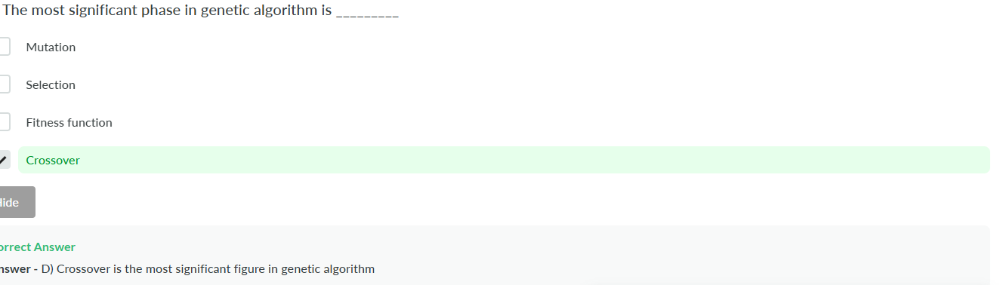 The most significant phase in genetic algorithm is _________
Mutation
Selection
Fitness function
Crossover
Hide
orrect Answer
nswer - D) Crossover is the most significant figure in genetic algorithm